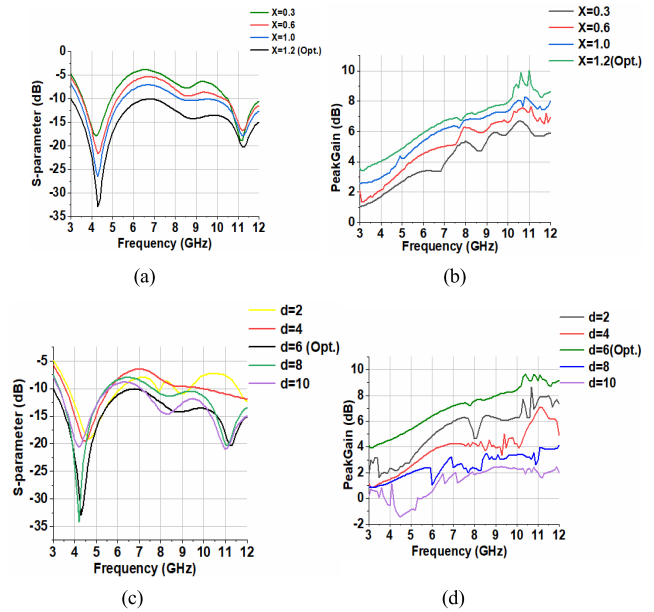 X=0.3
X=0.6
X=1.0
X=1.2 (Opt.)
S-parameter (dB)
0
-5
-10
-15
-20
-25
-30
-35
3 4 5 6 7 8 9 10 11 12
Frequency (GHz)
(a)
X=0.3
X=0.6
X=1.0
X=1.2(Opt.)
PeakGain (dB)
10
8
6
4
2
0
3 4 5 6 7 8 9 10 11 12
Frequency (GHz)
(b)
d=2
d=4
d=6 (Opt.)
d=8
d=10
S-parameter (dB)
-5
-10
-15
-20
-25
-30
-35
3 4 5 6 7 8 9 10 11 12
Frequency (GHz)
(c)
d=2
d=4
d=6(Opt.)
d=8
d=10
PeakGain (dB)
10
8
6
4
2
0
-2
3 4 5 6 7 8 9 10 11 12
Frequency (GHz)
(d)